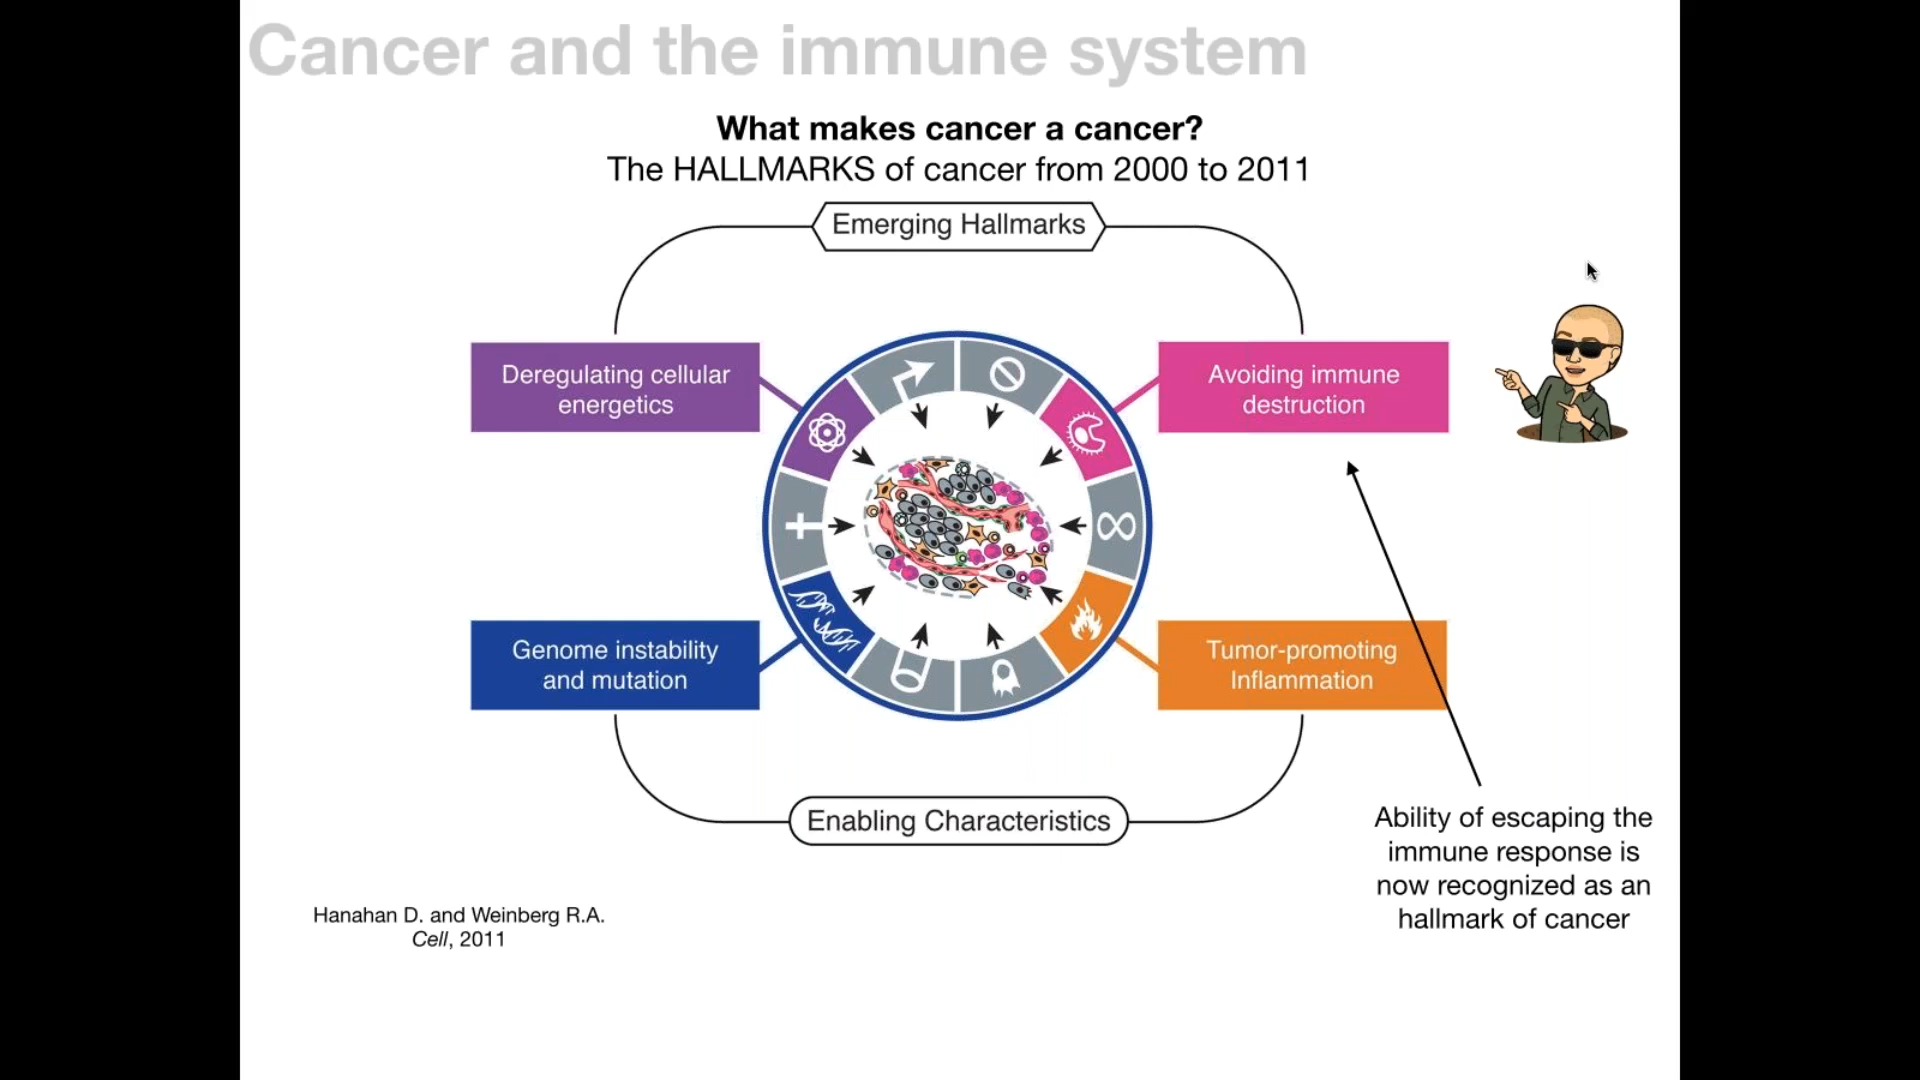 Cancer and the immune system
What makes cancer a cancer?
The HALLMARKS of cancer from 2000 to 2011
Emerging Hallmarks
Deregulating cellular
energetics
Avoiding immune
destruction
Genome instability
and mutation
Tumor-promoting
Inflammation
Enabling Characteristics
Ability of escaping the
immune response is
now recognized as an
hallmark of cancer
Hanahan D. and Weinberg R.A.
Cell, 2011